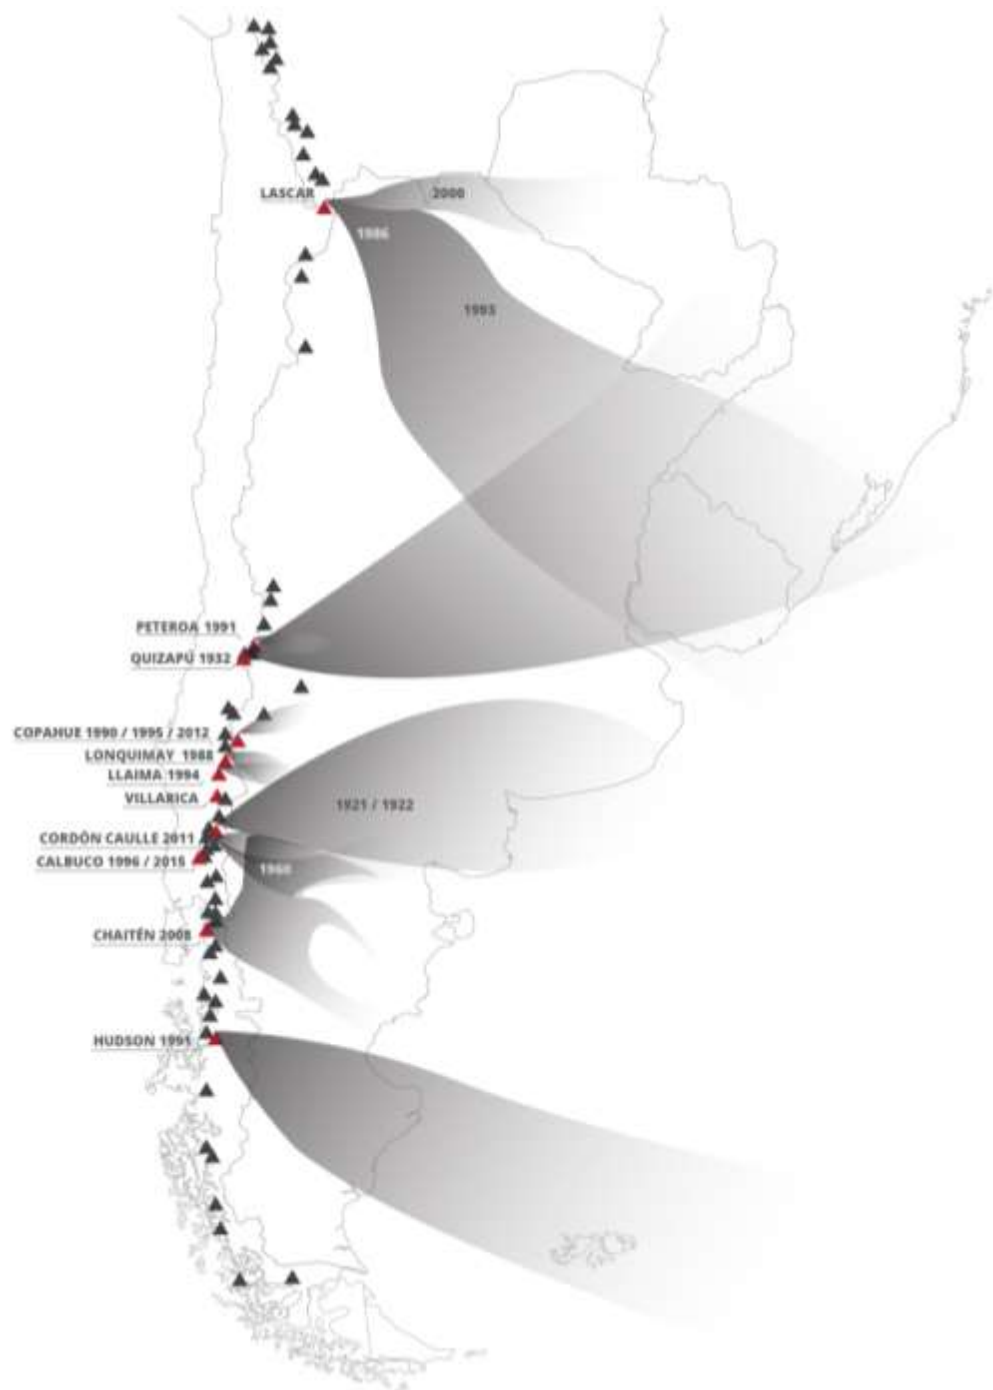 LASCAR
2000
1986
1993
PETEROA 1991
QUIZAPÚ 1932
COPAHUE 1990 / 1995 / 2012
LONQUIMAY 1988
LLAIMA 1994
VILLARICA
1921 / 1922
CORDÓN CAULLE 2011
CALBUCO 1996 / 2015
1960
CHAITÉN 2008
HUDSON 1991